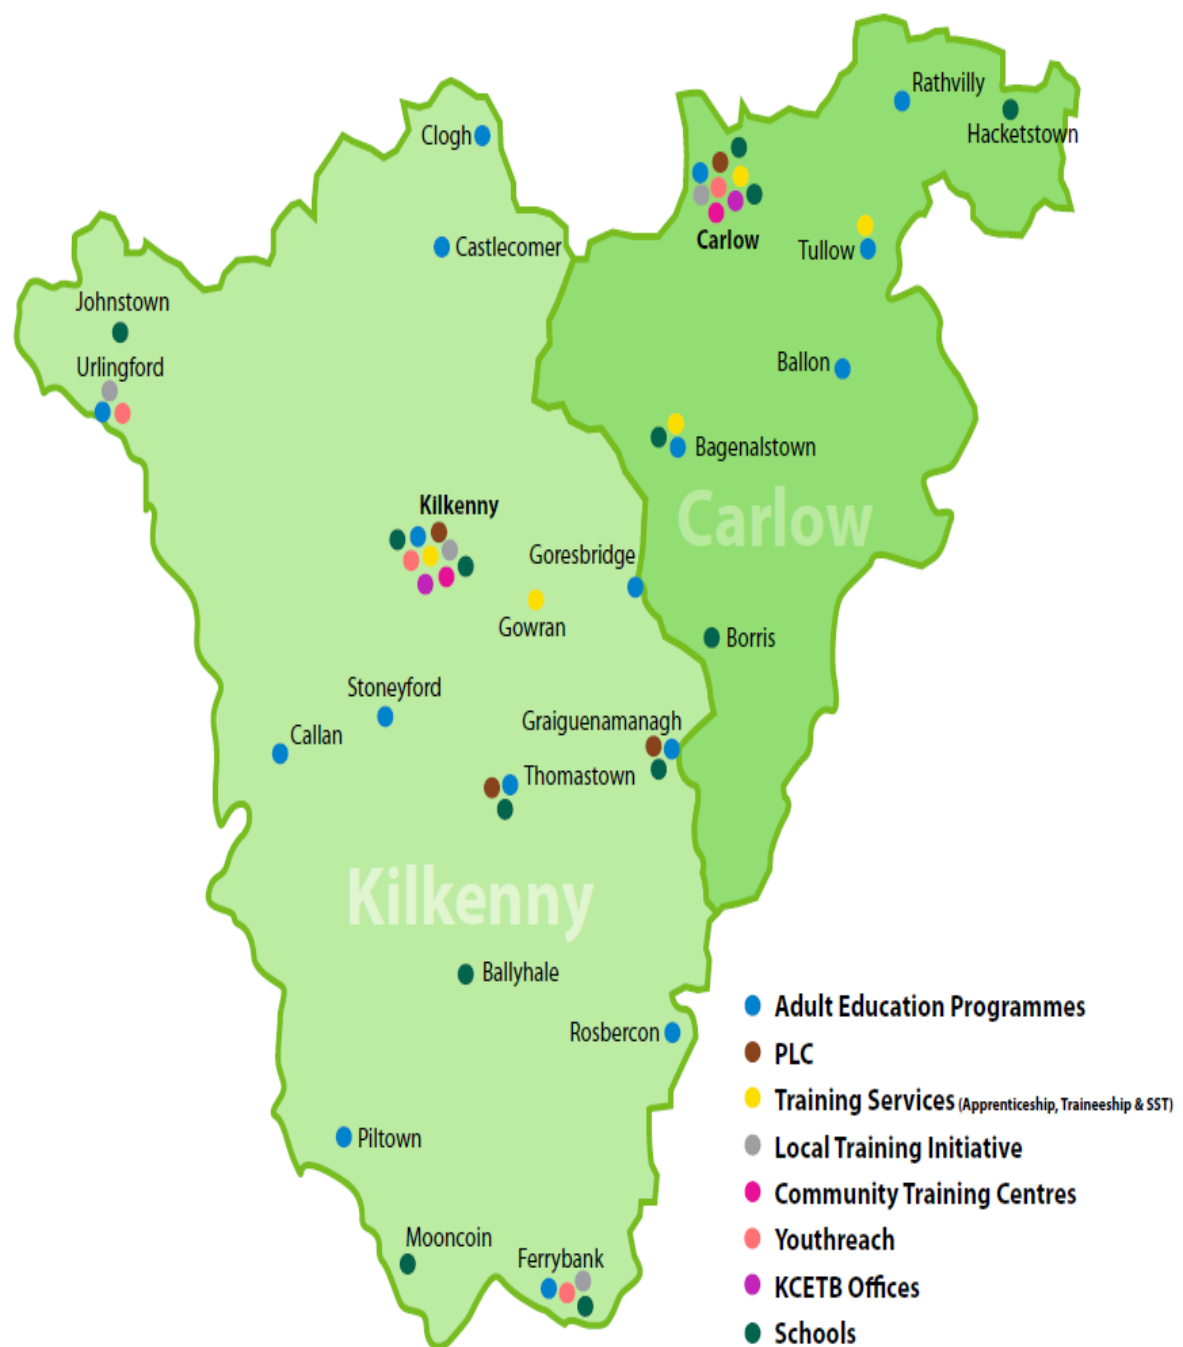 Rathvilly
Hacketstown
Clogh
Carlow
Castlecomer
Tullow
Johnstown
Urlingford
Ballon
Bagenalstown
Kilkenny
Carlow
Goresbridge
Gowran
Borris
Stoneyford
Callan
Graiguenamanagh
Thomastown
Kilkenny
Ballyhale
Rosbercon
Piltown
Mooncoin
Ferrybank
Adult Education Programmes
PLC
Training Services (Apprenticeship, Traineeship & SST)
Local Training Initiative
Community Training Centres
Youthreach
KCETB Offices
Schools